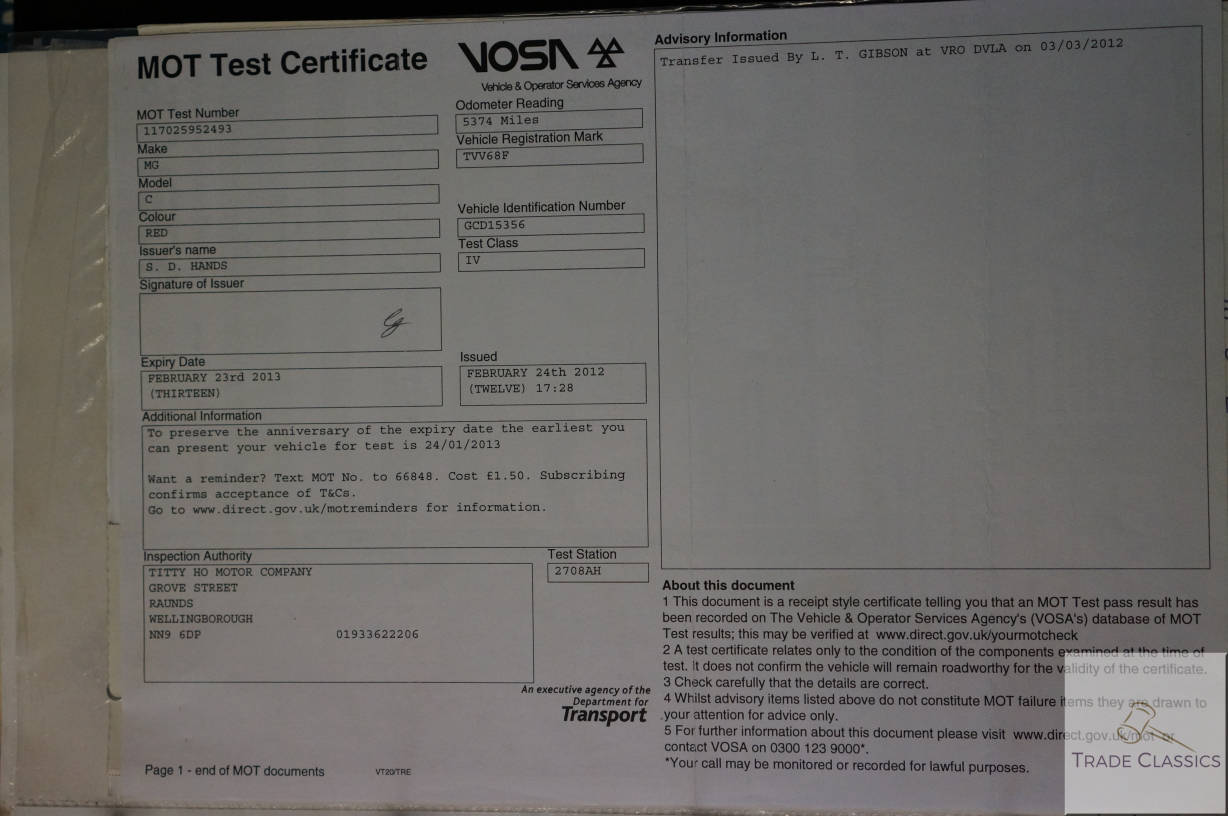 MOT Test Certificate
VOSA
Vehicle & Operator Services Agency
MOT Test Number
117025952493
Make
MG
Model
C
Colour
RED
Issuer's name
S. D. HANDS
Signature of Issuer
Expiry Date
FEBRUARY 23rd 2013
(THIRTEEN)
Odometer Reading
5374 Miles
Vehicle Registration Mark
TVV68F
Vehicle Identification Number
GCD15356
Test Class
IV
Issued
FEBRUARY 24th 2012
(TWELVE) 17:28
Additional Information
To preserve the anniversary of the expiry date the earliest you
can present your vehicle for test is 24/01/2013
Want a reminder? Text MOT No. to 66848. Cost £1.50. Subscribing
confirms acceptance of T&Cs.
Go to www.direct.gov.uk/motreminders for information.
Inspection Authority
TITTY HO MOTOR COMPANY
GROVE STREET
RAUNDS
WELLINGBOROUGH
NN9 6DP 01933622206
Test Station
2708AH
An executive agency of the
Department for
Transport
Page 1 - end of MOT documents
VT20/TRE
Advisory Information
Transfer Issued By L. T. GIBSON at VRO DVLA on 03/03/2012
About this document
1 This document is a receipt style certificate telling you that an MOT Test pass result has
been recorded on The Vehicle & Operator Services Agency's (VOSA's) database of MOT
Test results; this may be verified at www.direct.gov.uk/yourmotcheck
2 A test certificate relates only to the condition of the components examined at the time of
test. It does not confirm the vehicle will remain roadworthy for the validity of the certificate.
3 Check carefully that the details are correct.
4 Whilst advisory items listed above do not constitute MOT failure items they are drawn to
your attention for advice only.
5 For further information about this document please visit www.direct.gov.uk/mot or
contact VOSA on 0300 123 9000*.
*Your call may be monitored or recorded for lawful purposes.
TRADE CLASSICS